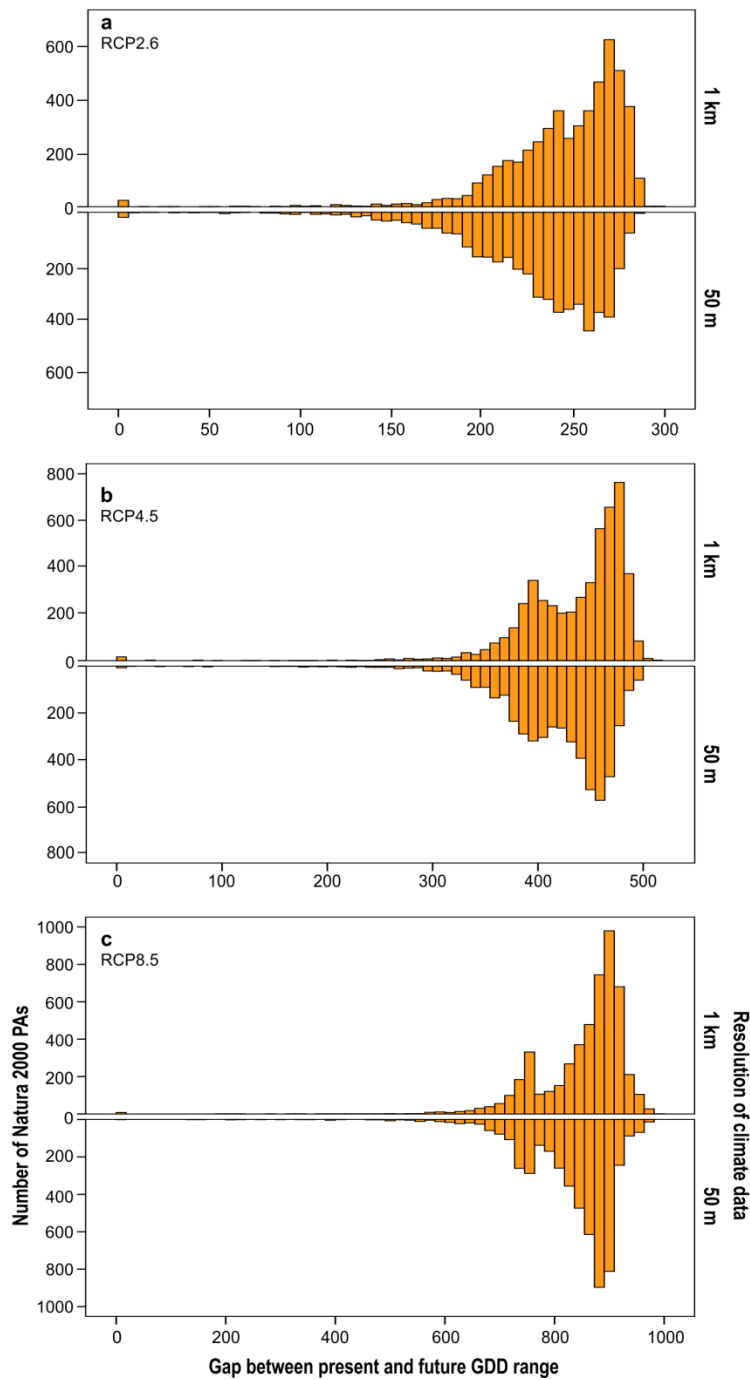 a
RCP2.6
600
400
200
0
200
400
600
1 km
50 m
0 50 100 150 200 250 300
b
RCP4.5
800
600
400
200
0
200
400
600
800
1 km
50 m
0 100 200 300 400 500
c
RCP8.5
1000
800
600
400
200
0
200
400
600
800
1000
1 km
50 m
Number of Natura 2000 PAs
Resolution of climate data
0 200 400 600 800 1000
Gap between present and future GDD range